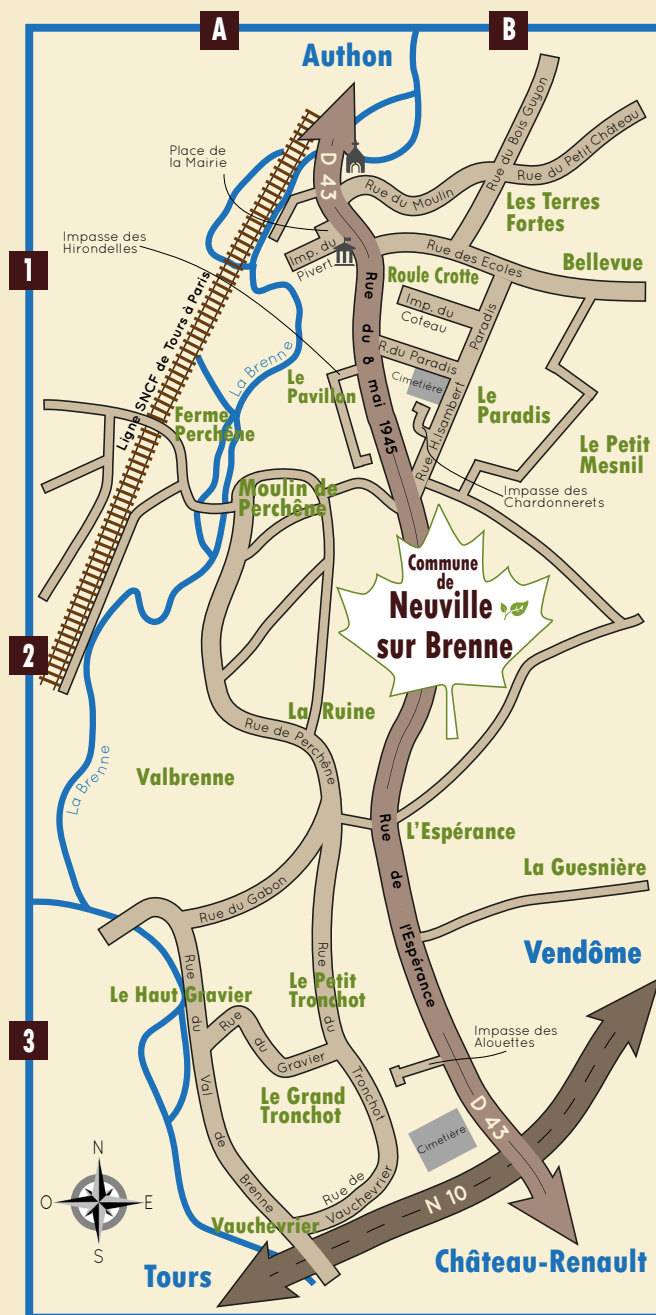 A
B
Authon
Place de
la Mairie
D 43
Rue du Bois Guyon
Rue du Petit Château
Rue du Moulin
Les Terres
Fortes
Impasse des
Hirondelles
Imp. du
Pivert
Rue des Ecoles
Bellevue
1
Roule Crotte
Imp. du
Coteau
Rue du 8 mai 1945
Ligne SNCF de Tours à Paris
La Brenne
R.du Paradis
Paradis
Le
Pavillon
Cimetière
Le
Paradis
Ferme
Perchêne
Rue H.Isambert
Le Petit
Mesnil
Moulin de
Perchêne
Impasse des
Chardonnerets
Commune
de
Neuville
sur Brenne
2
La Ruine
Rue de Perchêne
La Brenne
Valbrenne
Rue de l'Espérance
L'Espérance
La Guesnière
Rue du Gabon
Vendôme
Le Haut Gravier
Le Petit
Tronchot
Rue du Val de Brenne
Rue du Gravier
Rue du Tronchot
3
Impasse des
Alouettes
Le Grand
Tronchot
D 43
Cimetière
N
O
E
S
Rue de
Vauchevrier
Vauchevrier
N 10
Tours
Château-Renault